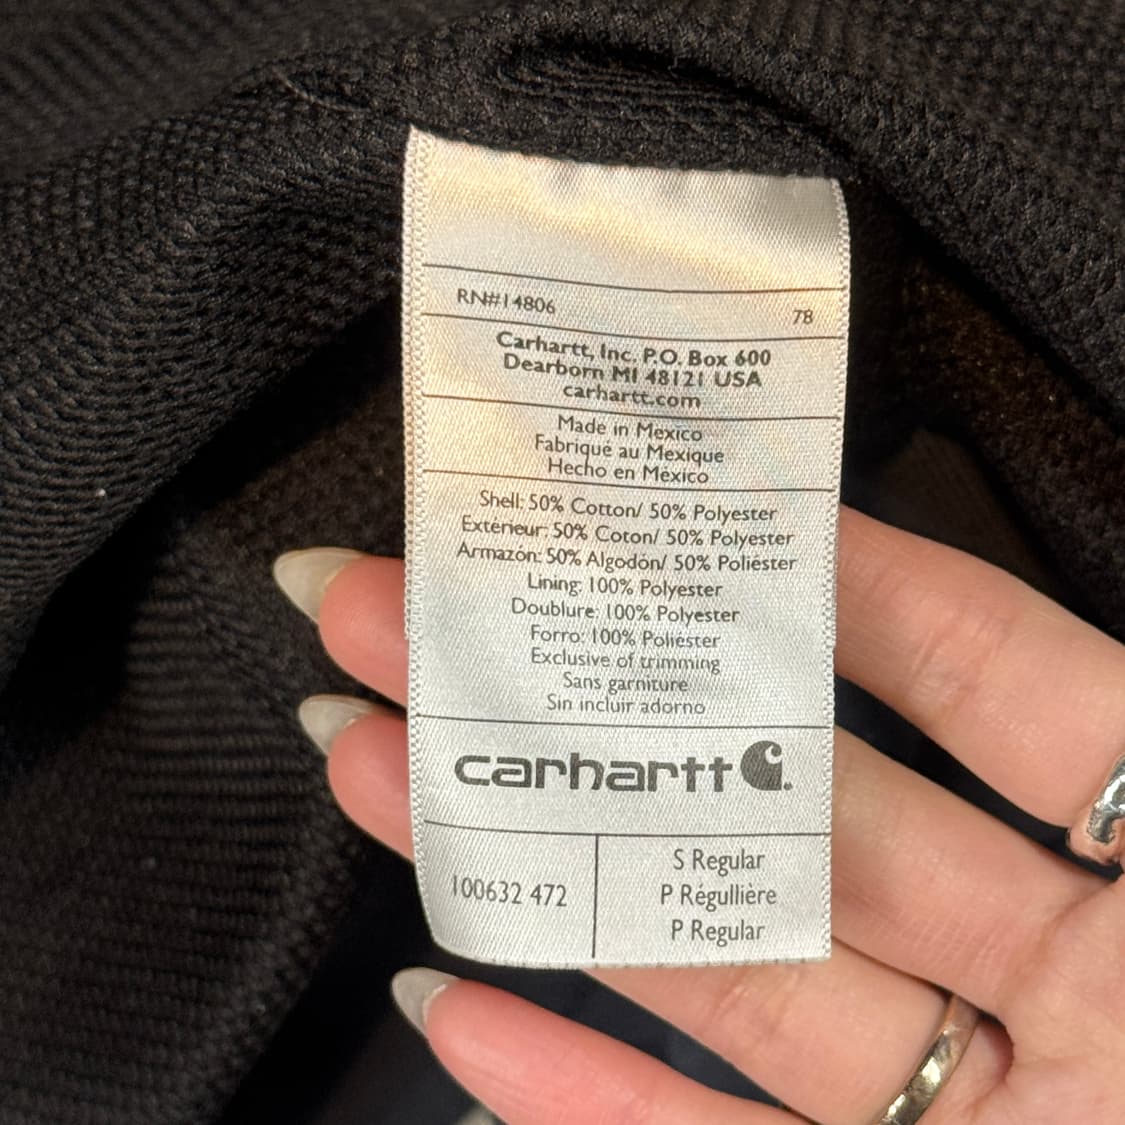 RN#14806 78
Carhartt, Inc. P.O. Box 600
Dearborn MI 48121 USA
carhartt.com
Made in Mexico
Fabriqué au Mexique
Hecho en México
Shell: 50% Cotton/ 50% Polyester
Exterieur: 50% Coton/ 50% Polyester
Armazón: 50% Algodón/ 50% Poliéster
Lining: 100% Polyester
Doublure: 100% Polyester
Forro: 100% Poliéster
Exclusive of trimming
Sans garniture
Sin incluir adorno
carhartt
100632 472
S Regular
P Régullière
P Regular